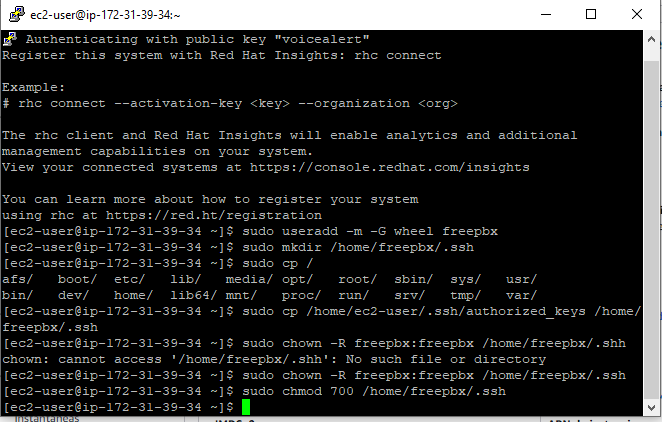 ec2-user@ip-172-31-39-34:~
Authenticating with public key "voicealert"
Register this system with Red Hat Insights: rhc connect
Example:
# rhc connect --activation-key <key> --organization <org>
The rhc client and Red Hat Insights will enable analytics and additional
management capabilities on your system.
View your connected systems at https://console.redhat.com/insights
You can learn more about how to register your system
using rhc at https://red.ht/registration
[ec2-user@ip-172-31-39-34 ~]$ sudo useradd -m -G wheel freepbx
[ec2-user@ip-172-31-39-34 ~]$ sudo mkdir /home/freepbx/.ssh
[ec2-user@ip-172-31-39-34 ~]$ sudo cp /
afs/ boot/ etc/ lib/ media/ opt/ root/ sbin/ sys/ usr/
bin/ dev/ home/ lib64/ mnt/ proc/ run/ srv/ tmp/ var/
[ec2-user@ip-172-31-39-34 ~]$ sudo cp /home/ec2-user/.ssh/authorized_keys /home/
freepbx/.ssh
[ec2-user@ip-172-31-39-34 ~]$ sudo chown -R freepbx:freepbx /home/freepbx/.shh
chown: cannot access '/home/freepbx/.shh': No such file or directory
[ec2-user@ip-172-31-39-34 ~]$ sudo chown -R freepbx:freepbx /home/freepbx/.ssh
[ec2-user@ip-172-31-39-34 ~]$ sudo chmod 700 /home/freepbx/.ssh
[ec2-user@ip-172-31-39-34 ~]$